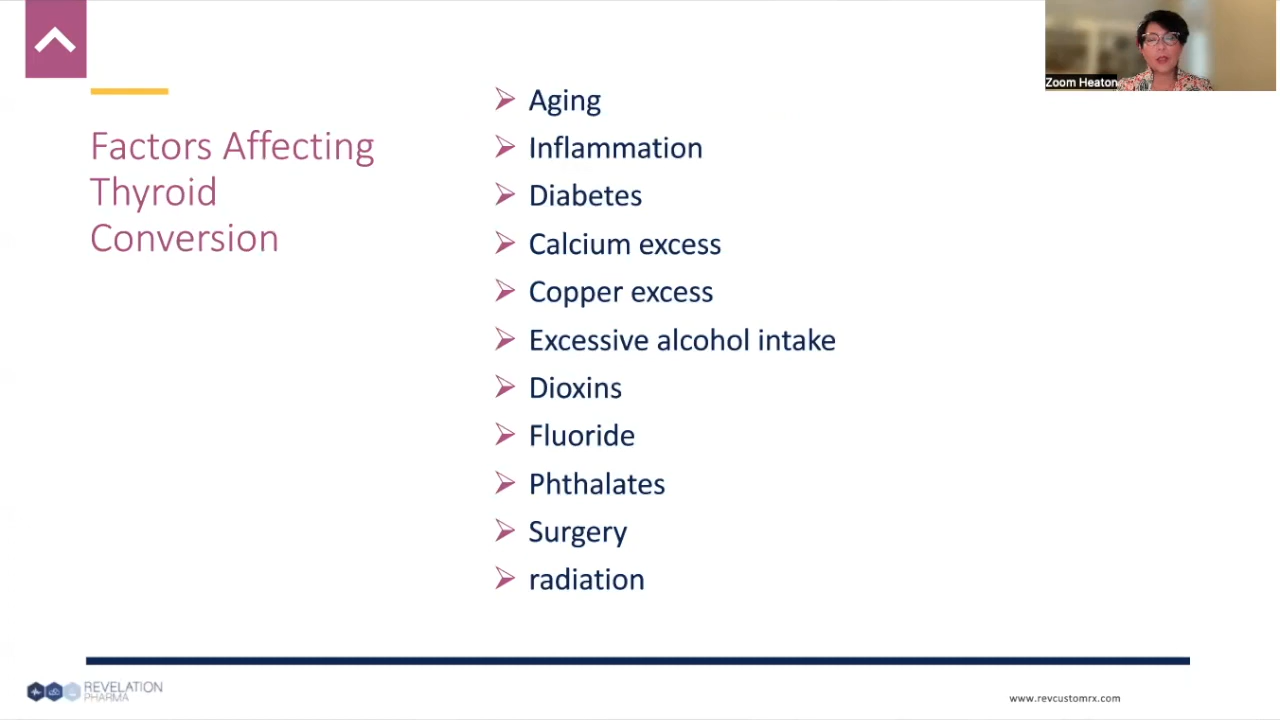 Zoom Heaton
Factors Affecting
Thyroid
Conversion
Aging
Inflammation
Diabetes
Calcium excess
Copper excess
Excessive alcohol intake
Dioxins
Fluoride
Phthalates
Surgery
radiation
REVELATION
PHARMA
www.revcustomrx.com